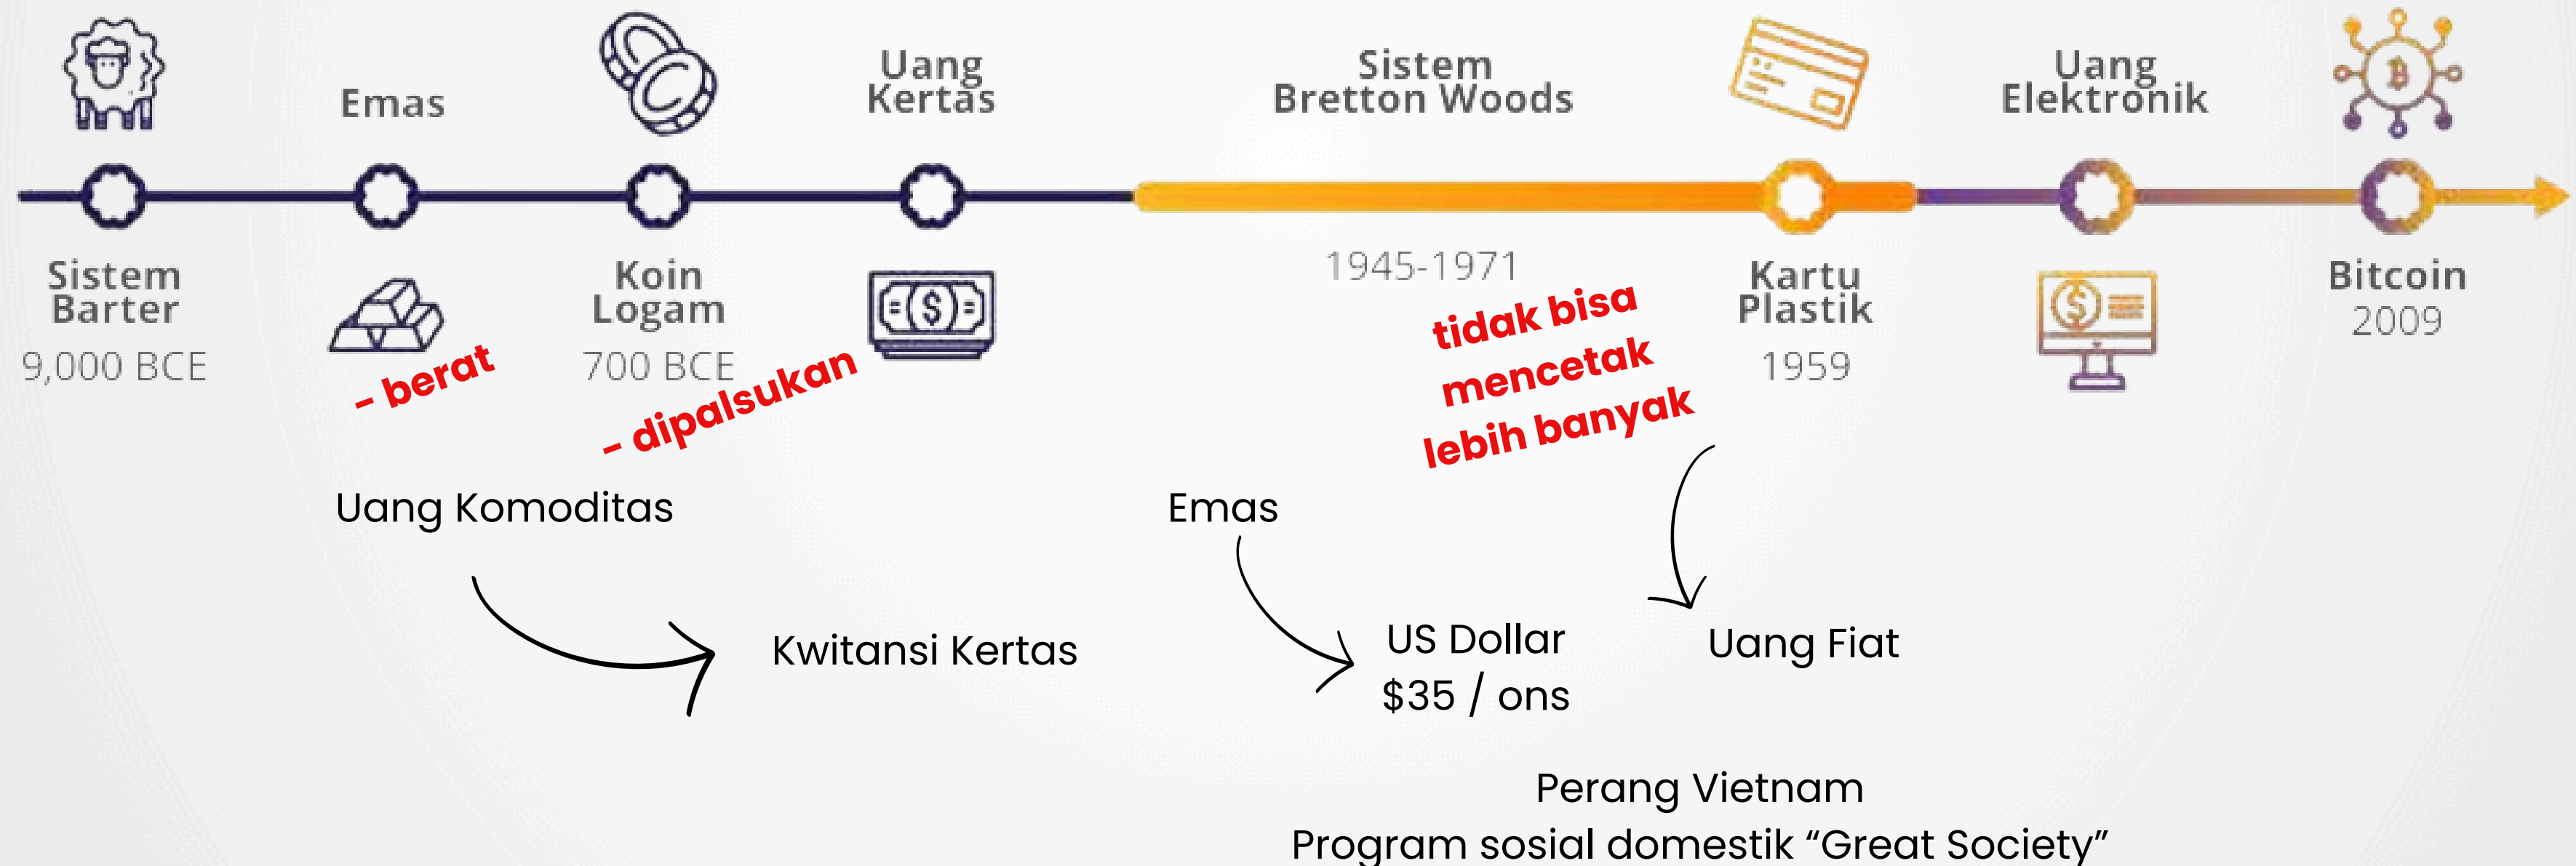 Emas
Uang
Kertas
Sistem
Bretton Woods
Uang
Elektronik
Sistem
Barter
9,000 BCE
Koin
Logam
700 BCE
1945-1971
Kartu
Plastik
1959
Bitcoin
2009
- berat
- dipalsukan
tidak bisa
mencetak
lebih banyak
Uang Komoditas
Kwitansi Kertas
Emas
US Dollar
$35 / ons
Uang Fiat
Perang Vietnam
Program sosial domestik “Great Society”